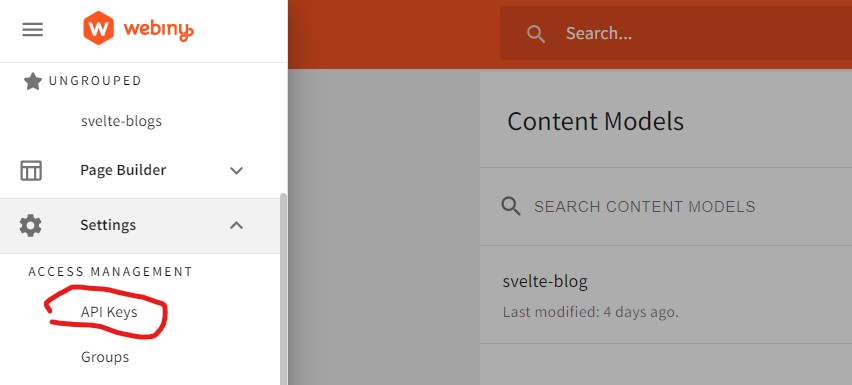 webiny
UNGROUPED
svelte-blogs
Page Builder
Settings
ACCESS MANAGEMENT
API Keys
Groups
Search...
Content Models
SEARCH CONTENT MODELS
svelte-blog
Last modified: 4 days ago.